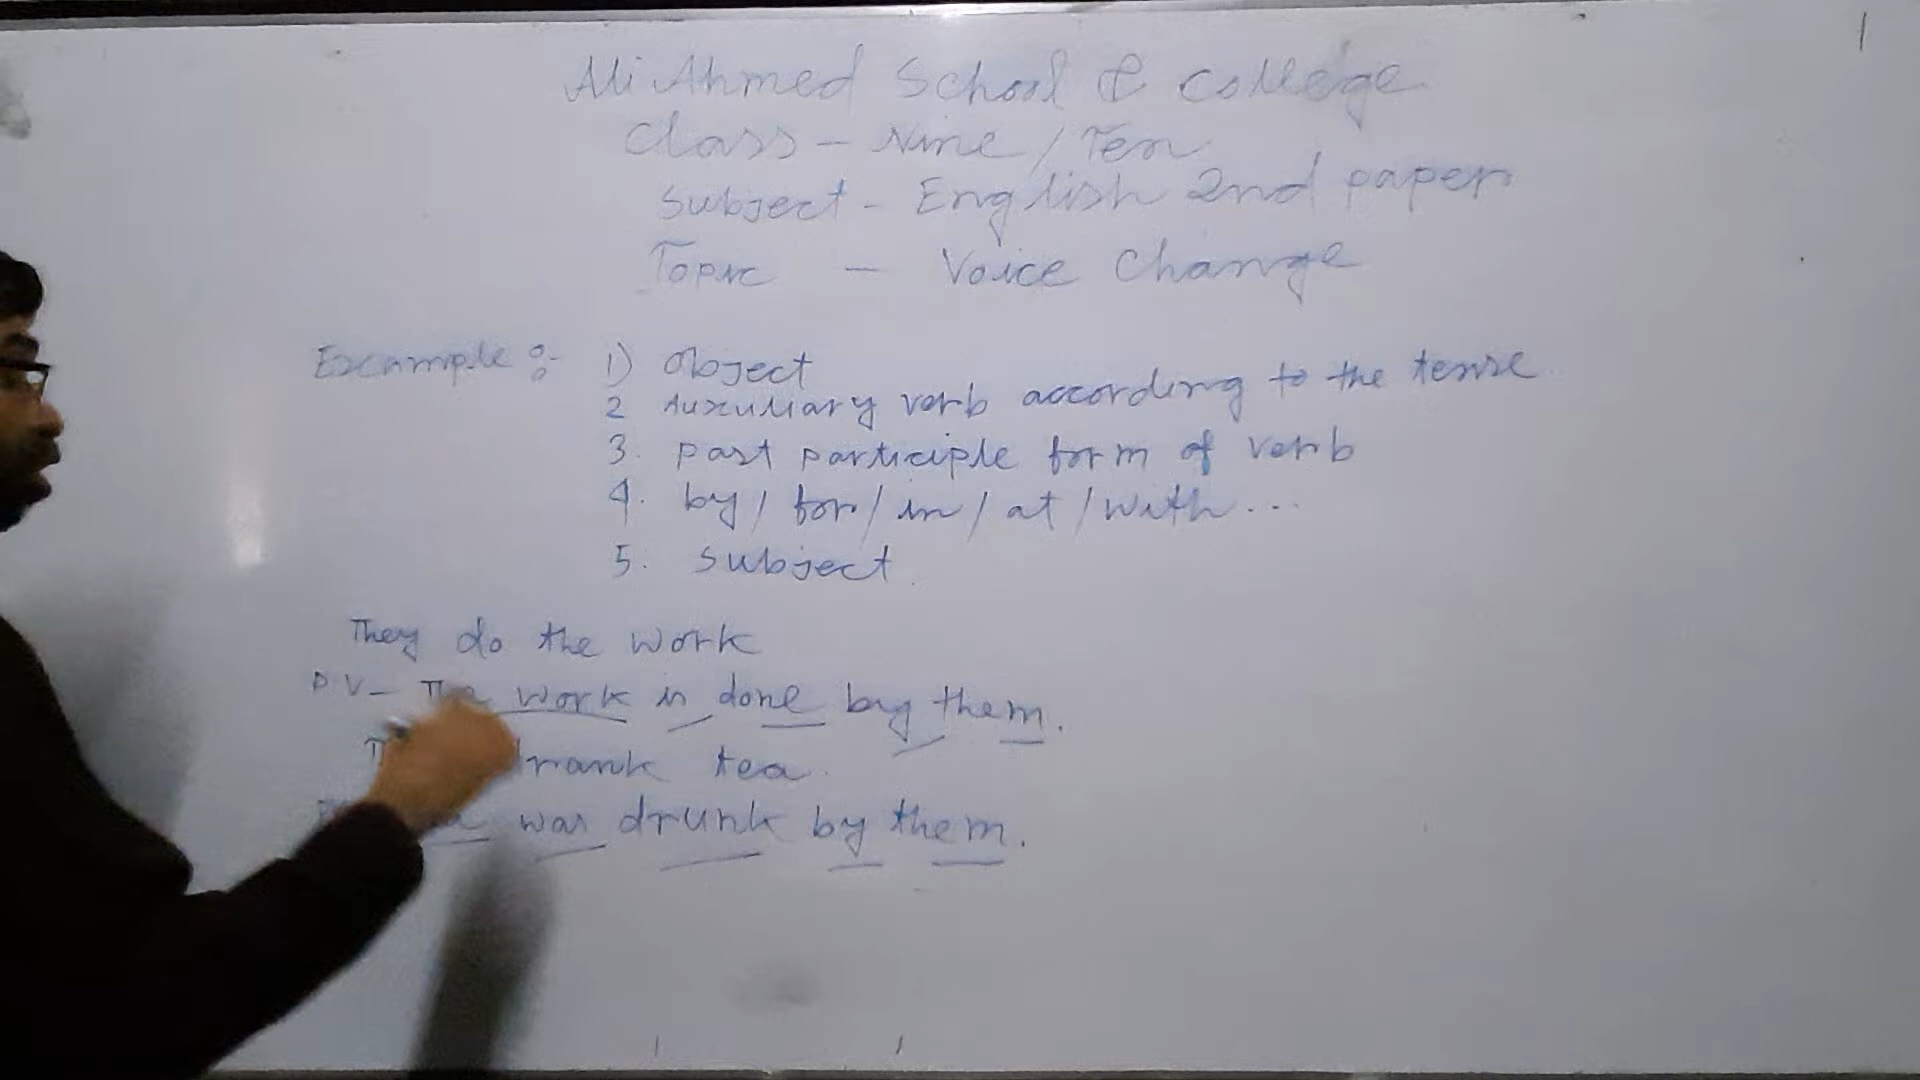 Ali Ahmed School & College
Class - Nine / Ten
Subject - English 2nd paper
Topic - Voice Change
Example :- 1) Object
2 Auxuliary verb according to the tense
3. past participle form of verb
4. by / for / in / at / with ...
5. Subject
They do the work
P.V- The work is done by them.
drank tea.
was drunk by them.